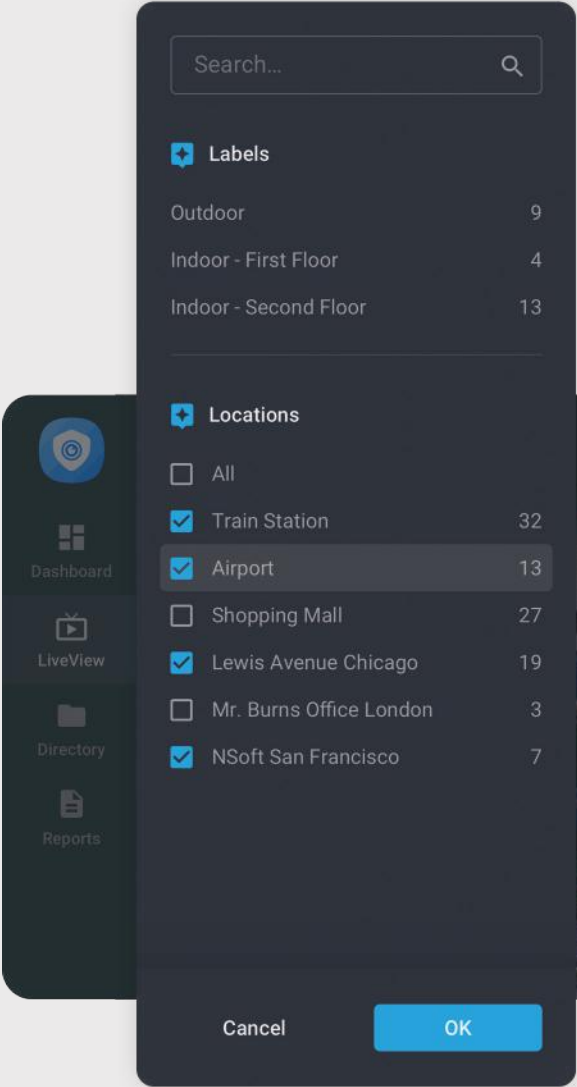 Search...
Labels
Outdoor 9
Indoor - First Floor 4
Indoor - Second Floor 13
Locations
All
Train Station 32
Airport 13
Shopping Mall 27
Lewis Avenue Chicago 19
Mr. Burns Office London 3
NSoft San Francisco 7
Cancel OK
Dashboard
LiveView
Directory
Reports